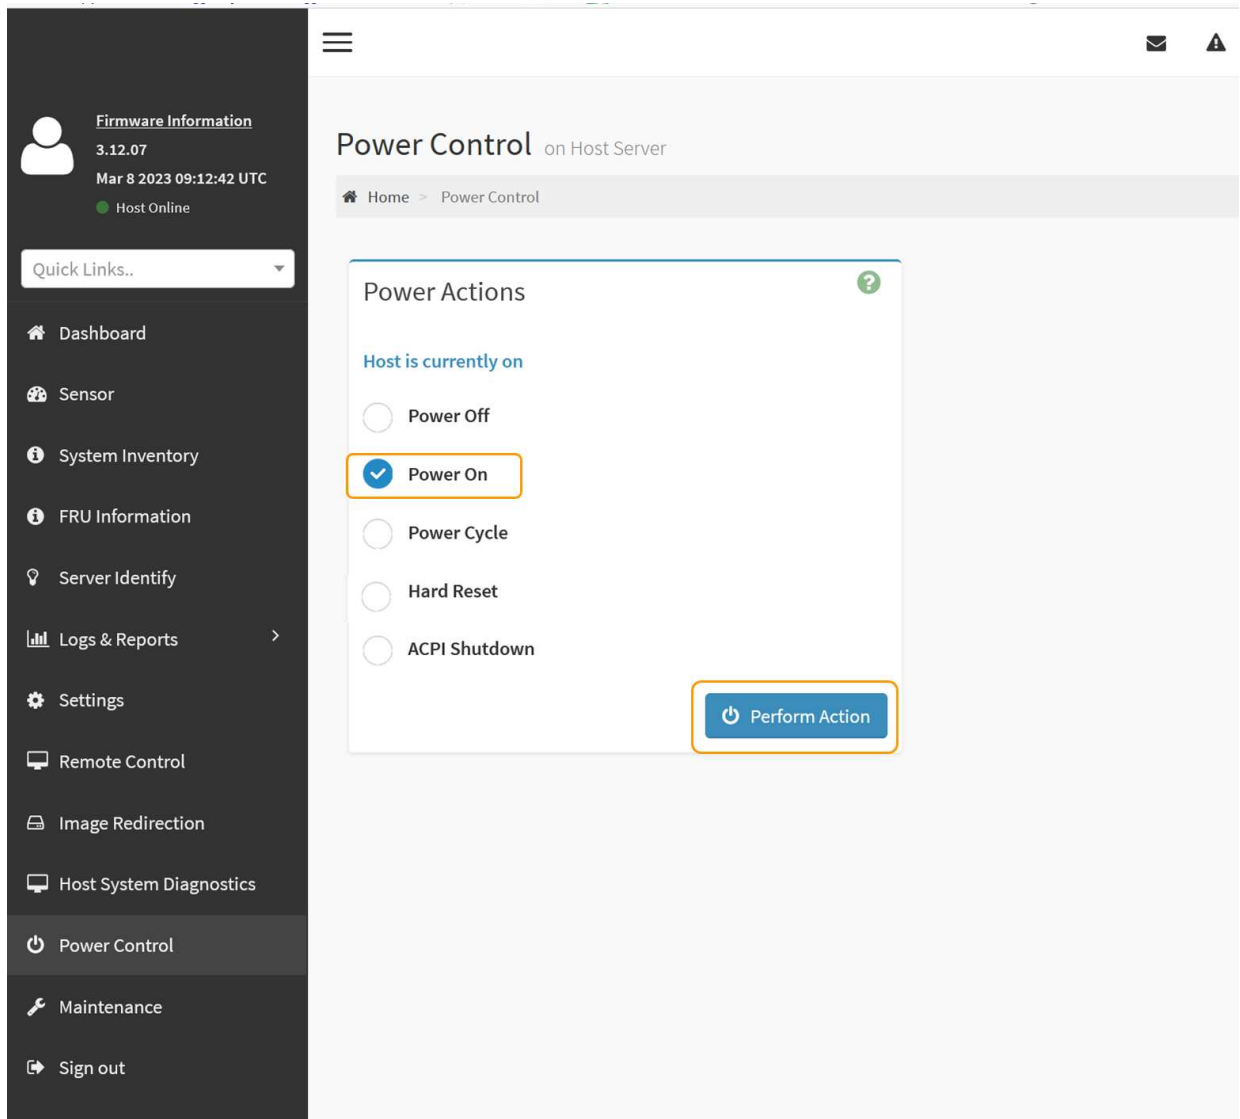 Firmware Information
3.12.07
Mar 8 2023 09:12:42 UTC
Host Online
Quick Links..
Dashboard
Sensor
System Inventory
FRU Information
Server Identify
Logs & Reports
Settings
Remote Control
Image Redirection
Host System Diagnostics
Power Control
Maintenance
Sign out
Power Control on Host Server
Home > Power Control
Power Actions
Host is currently on
Power Off
Power On
Power Cycle
Hard Reset
ACPI Shutdown
Perform Action